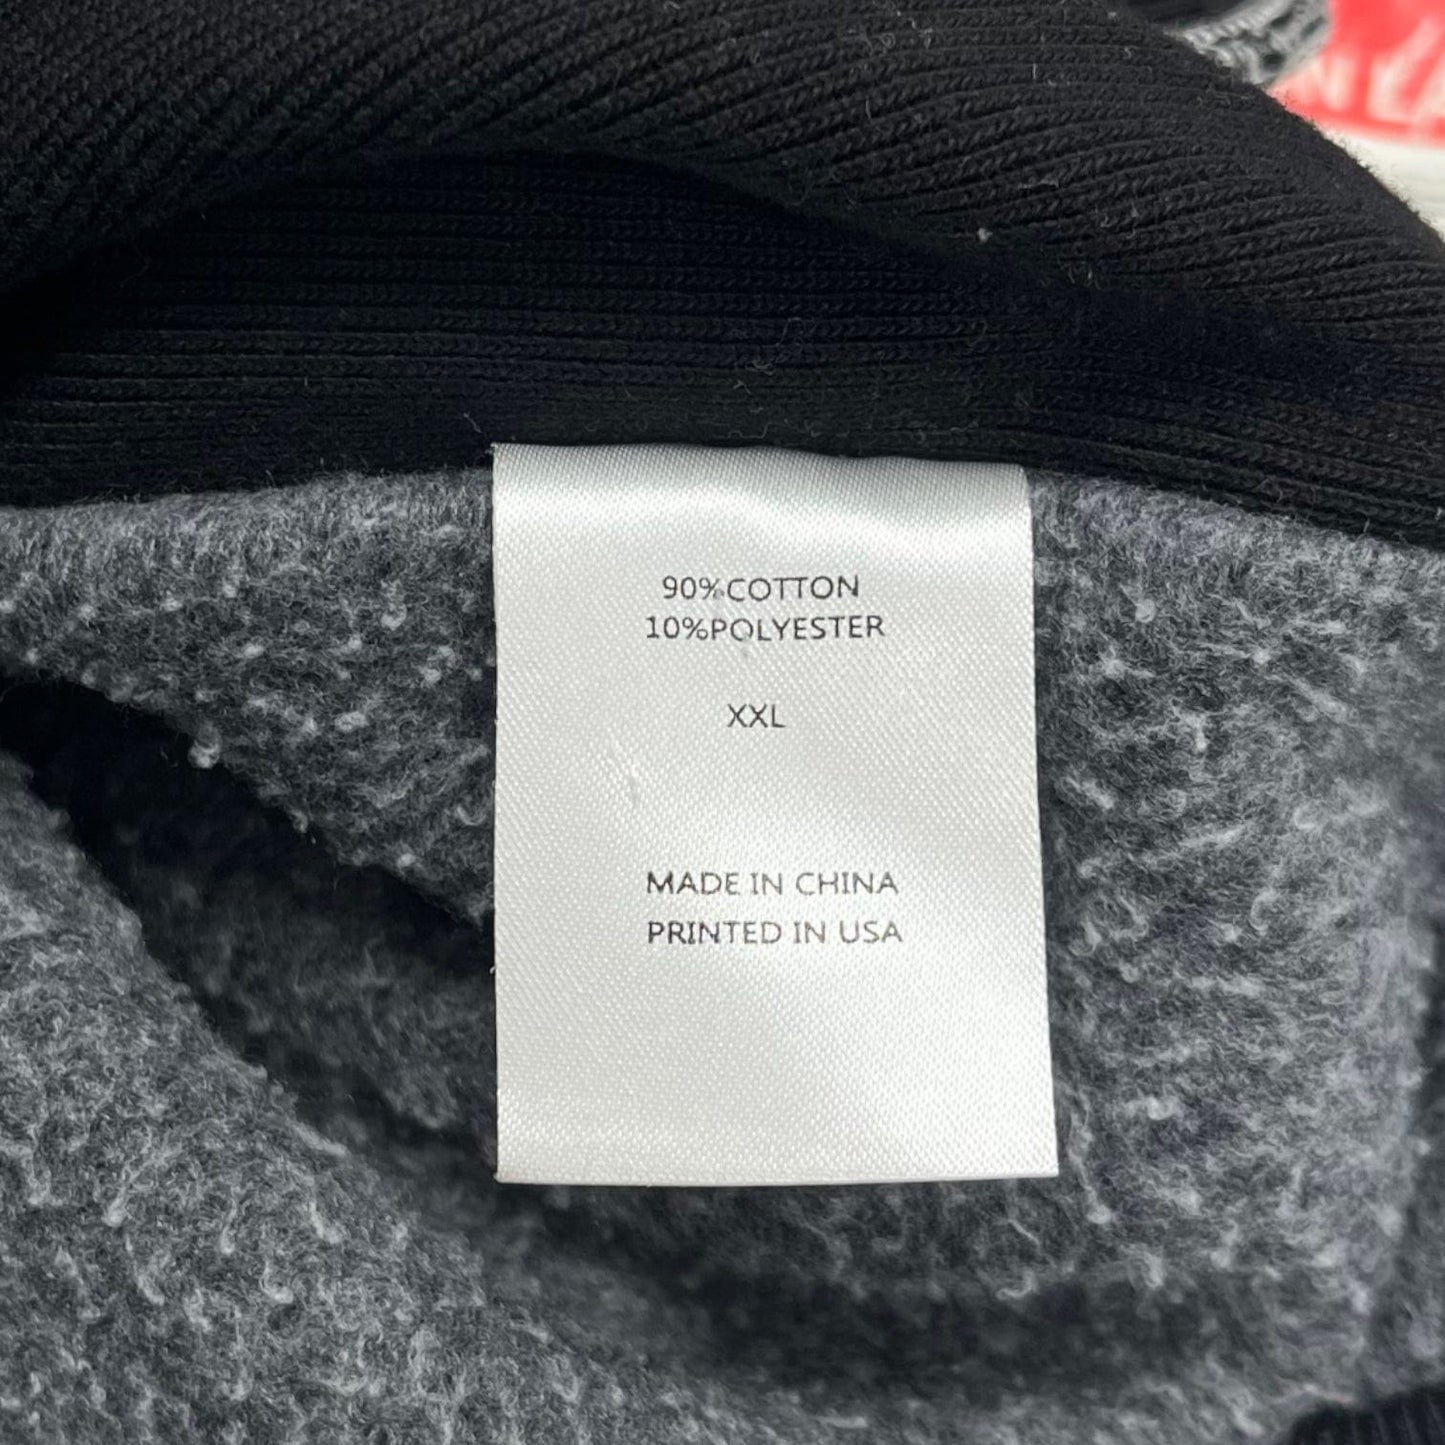 90%COTTON
10%POLYESTER
XXL
MADE IN CHINA
PRINTED IN USA